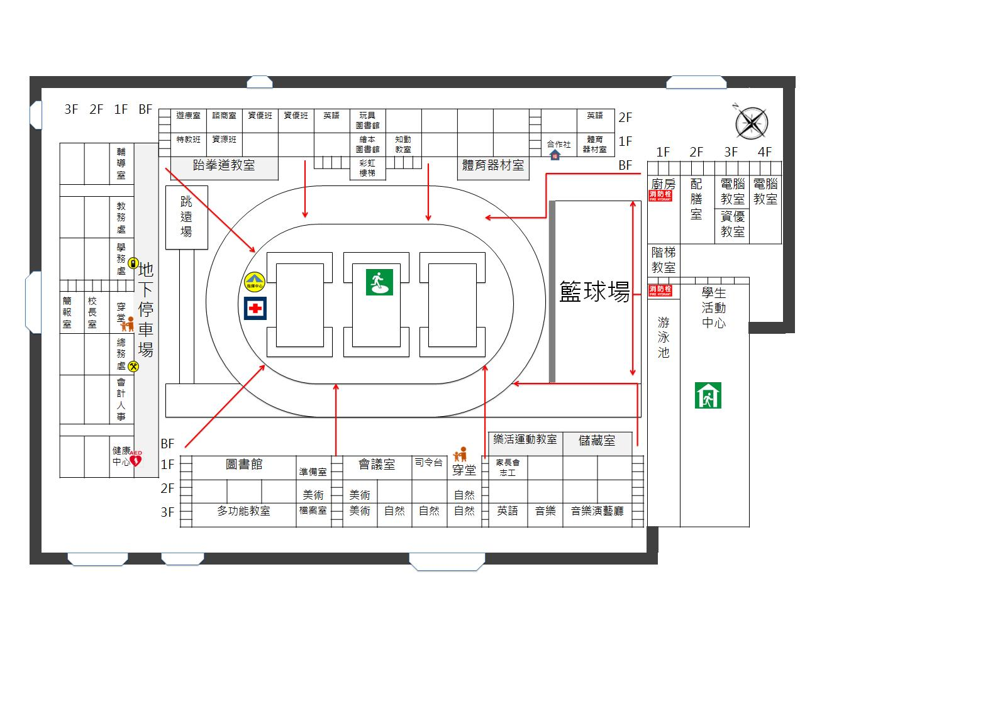 N
3F 2F 1F BF
遊療室 諮商室 資優班 資優班 英語 玩具
圖書館
英語
2F
特教班 資源班 繪本
圖書館
知動
教室
合作社
福
體育
器材室
1F
跆拳道教室
彩虹
樓梯
體育器材室
BF
1F 2F 3F 4F
廚房
消防栓
FIRE HYDRANT
配
膳
室
電腦
教室
資優
教室
電腦
教室
階梯
教室
消防栓
FIRE HYDRANT
游
泳
池
學生
活動
中心
輔
導
室
教
務
處
學
務
處
簡
報
室
校
長
室
穿
堂
總
務
處
會
計
人
事
健康
中心
AED
地
下
停
車
場
跳
遠
場
指揮中心
籃球場
BF
樂活運動教室 儲藏室
1F
圖書館 準備室 會議室 司令台 穿堂 家長會
志工
2F
美術 美術 自然
3F
多功能教室 檔案室 美術 自然 自然 自然 英語 音樂 音樂演藝廳